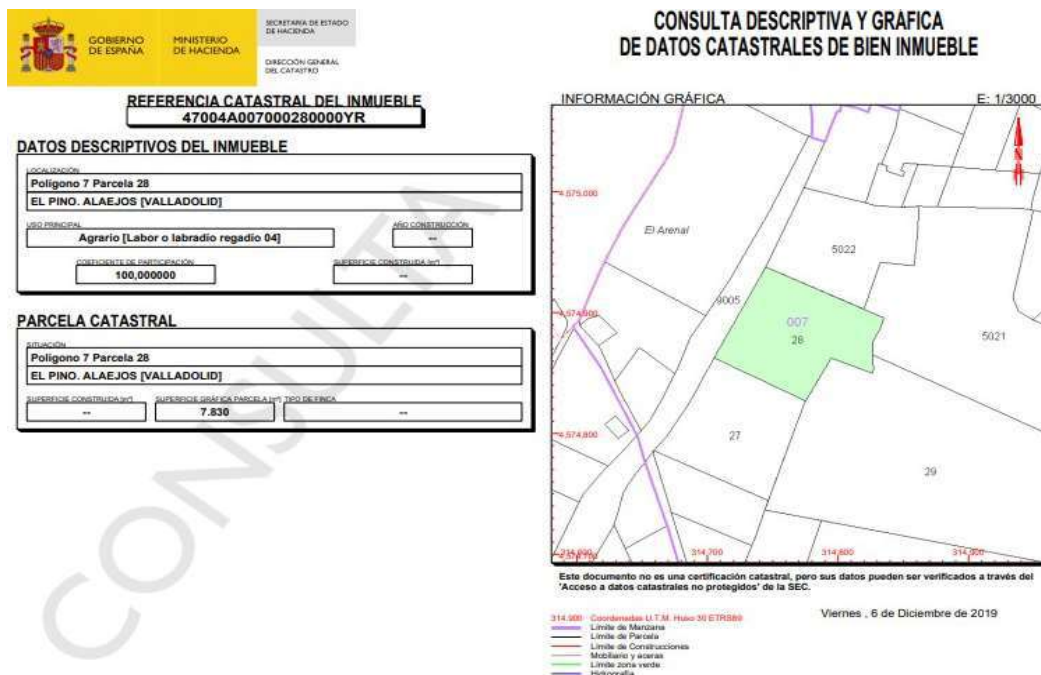 GOBIERNO
DE ESPAÑA
MINISTERIO
DE HACIENDA
SECRETARÍA DE ESTADO
DE HACIENDA
DIRECCIÓN GENERAL
DEL CATASTRO
CONSULTA DESCRIPTIVA Y GRÁFICA
DE DATOS CATASTRALES DE BIEN INMUEBLE
REFERENCIA CATASTRAL DEL INMUEBLE
47004A007000280000YR
DATOS DESCRIPTIVOS DEL INMUEBLE
LOCALIZACIÓN
Polígono 7 Parcela 28
EL PINO. ALAEJOS [VALLADOLID]
USO PRINCIPAL
AÑO CONSTRUCCIÓN
Agrario [Labor o labradío regadío 04]
--
COEFICIENTE DE PARTICIPACIÓN
SUPERFICIE CONSTRUIDA [m²]
100,000000
--
PARCELA CATASTRAL
SITUACIÓN
Polígono 7 Parcela 28
EL PINO. ALAEJOS [VALLADOLID]
SUPERFICIE CONSTRUIDA [m²]
SUPERFICIE GRÁFICA PARCELA [m²]
TIPO DE FINCA
--
7.830
--
CONSULTA
INFORMACIÓN GRÁFICA
E: 1/3000
N
4,575,000
El Arenal
5022
9005
4,574,900
007
28
5021
27
4,574,800
29
314,700
314,800
314,900
Este documento no es una certificación catastral, pero sus datos pueden ser verificados a través del
'Acceso a datos catastrales no protegidos' de la SEC.
314,900 Coordenadas U.T.M. Huso 30 ETRS89
Límite de Manzana
Límite de Parcela
Límite de Construcciones
Mobiliario y aceras
Límite zona verde
Hidrografía
Viernes , 6 de Diciembre de 2019